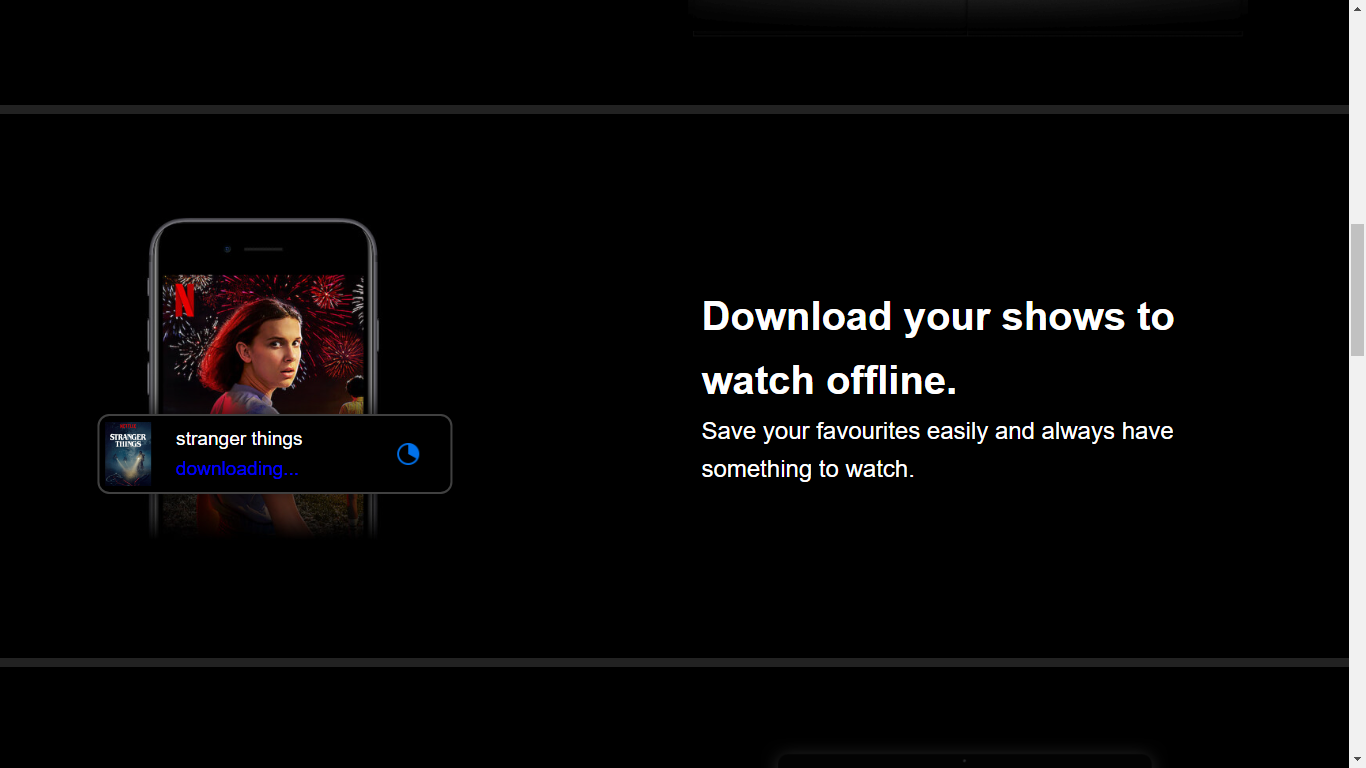 N
NETFLIX
STRANGER
THINGS
stranger things
downloading...
Download your shows to
watch offline.
Save your favourites easily and always have
something to watch.